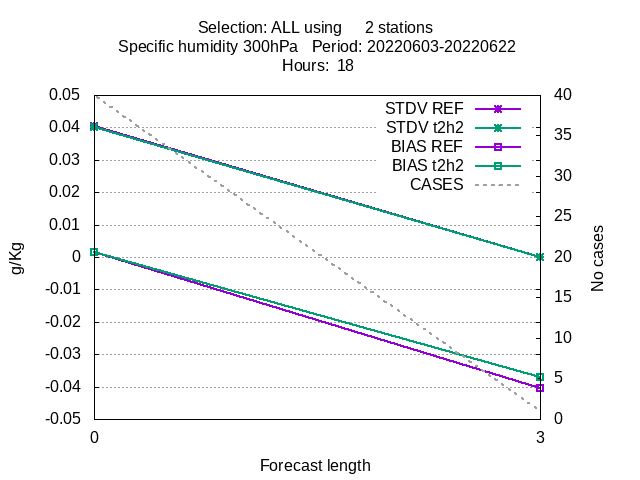 Selection: ALL using     2 stations
Specific humidity 300hPa   Period: 20220603-20220622
Hours:  18
STDV REF
STDV t2h2
BIAS REF
BIAS t2h2
CASES
0.05
0.04
0.03
0.02
0.01
0
-0.01
-0.02
-0.03
-0.04
-0.05
g/Kg
40
35
30
25
20
15
10
5
0
No cases
0
3
Forecast length